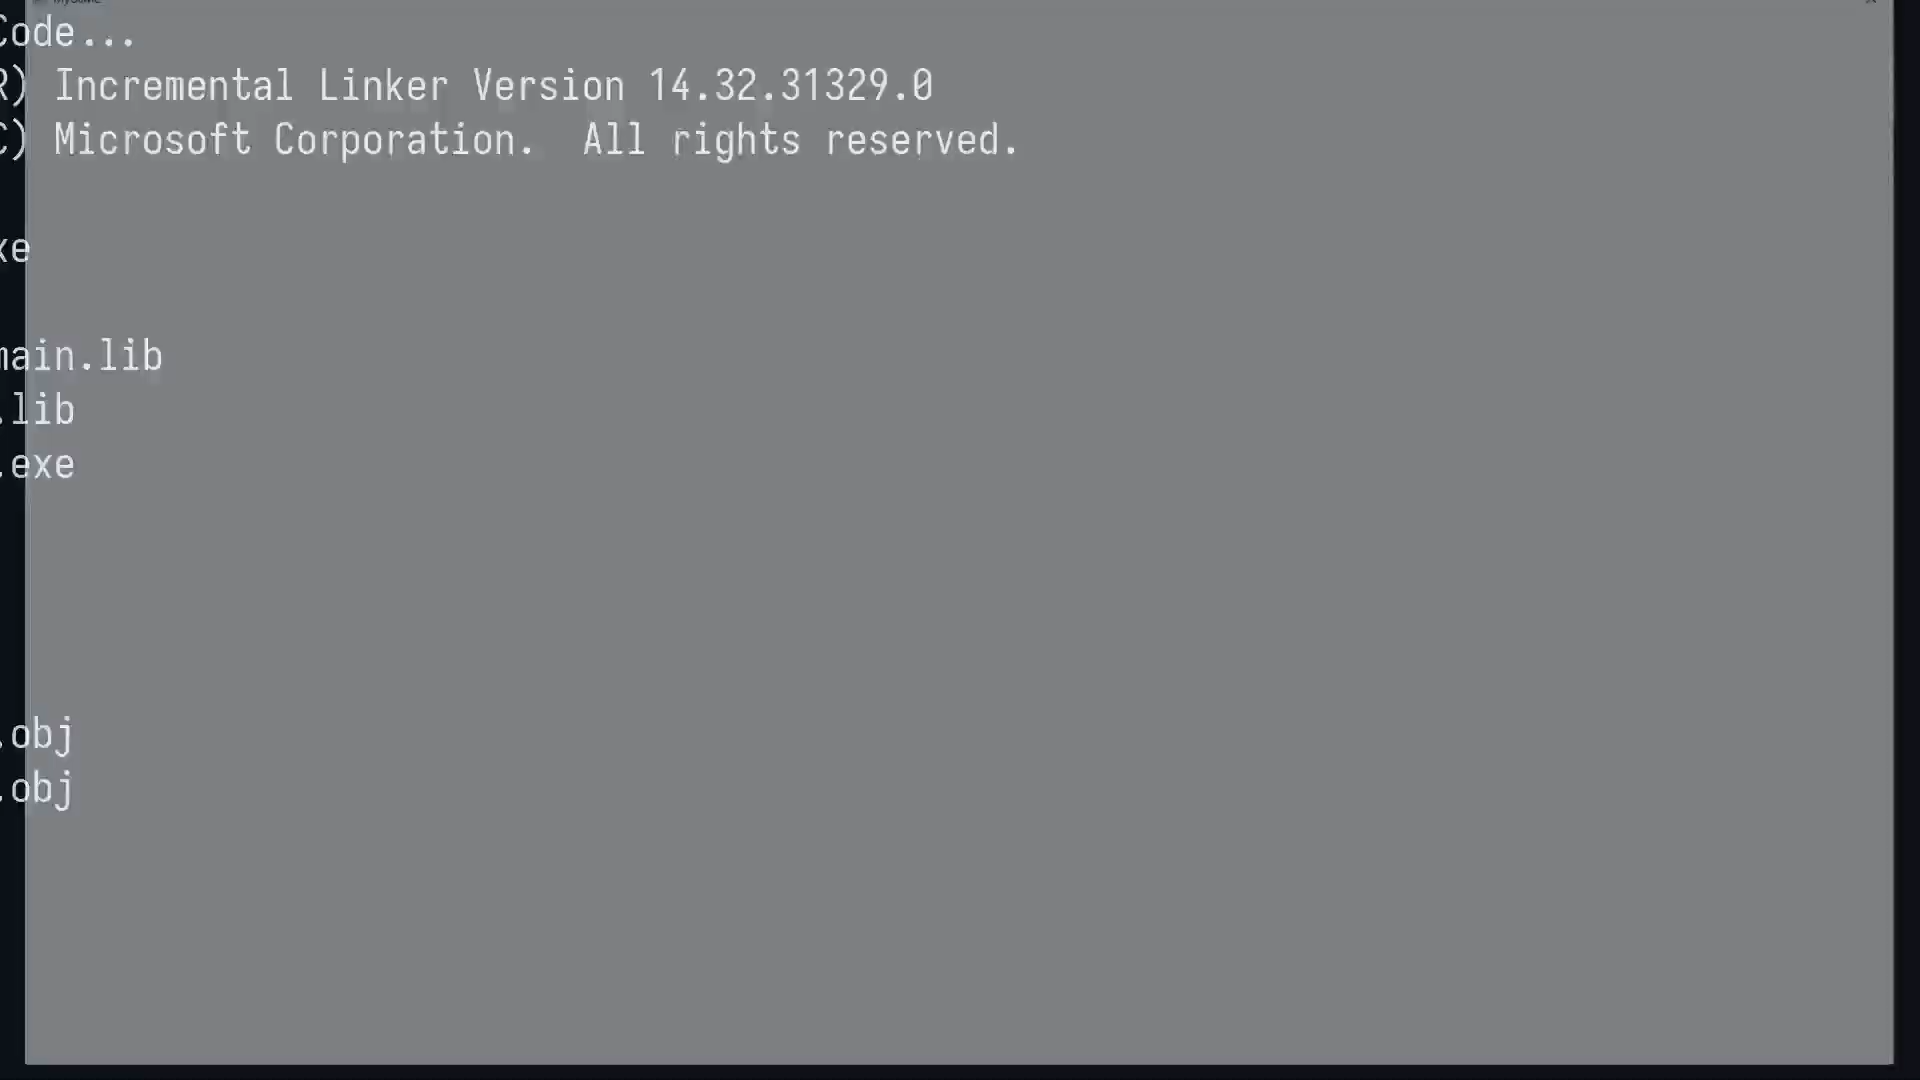 Code...
R) Incremental Linker Version 14.32.31329.0
C) Microsoft Corporation.  All rights reserved.
xe
main.lib
.lib
.exe
.obj
.obj